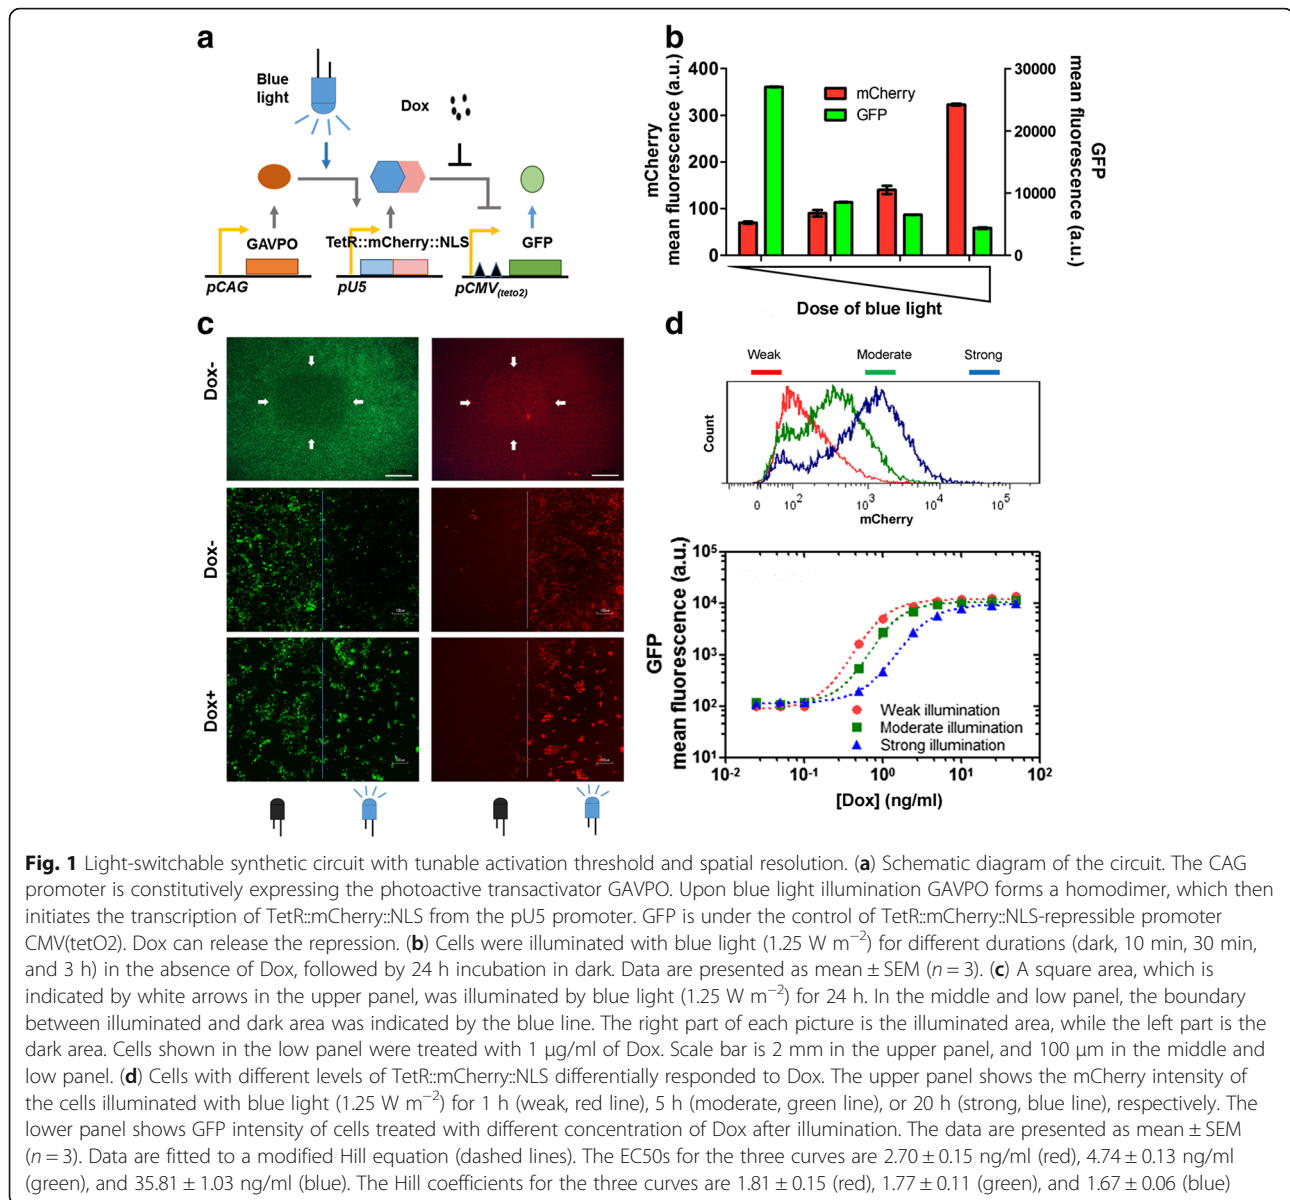 a
Blue
light
Dox
GAVPO
TetR::mCherry::NLS
GFP
pCAG
pU5
pCMV(teto2)
b
mCherry
mean fluorescence (a.u.)
400
300
200
100
0
mCherry
GFP
30000
20000
10000
0
GFP
mean fluorescence (a.u.)
Dose of blue light
c
Dox-
Dox-
Dox+
d
Weak
Moderate
Strong
Count
0
10²
10³
10⁴
10⁵
mCherry
GFP
mean fluorescence (a.u.)
10⁵
10⁴
10³
10²
10¹
Weak illumination
Moderate illumination
Strong illumination
10⁻²
10⁻¹
10⁰
10¹
10²
[Dox] (ng/ml)
Fig. 1 Light-switchable synthetic circuit with tunable activation threshold and spatial resolution. (a) Schematic diagram of the circuit. The CAG
promoter is constitutively expressing the photoactive transactivator GAVPO. Upon blue light illumination GAVPO forms a homodimer, which then
initiates the transcription of TetR::mCherry::NLS from the pU5 promoter. GFP is under the control of TetR::mCherry::NLS-repressible promoter
CMV(tetO2). Dox can release the repression. (b) Cells were illuminated with blue light (1.25 W m⁻²) for different durations (dark, 10 min, 30 min,
and 3 h) in the absence of Dox, followed by 24 h incubation in dark. Data are presented as mean ± SEM (n = 3). (c) A square area, which is
indicated by white arrows in the upper panel, was illuminated by blue light (1.25 W m⁻²) for 24 h. In the middle and low panel, the boundary
between illuminated and dark area was indicated by the blue line. The right part of each picture is the illuminated area, while the left part is the
dark area. Cells shown in the low panel were treated with 1 μg/ml of Dox. Scale bar is 2 mm in the upper panel, and 100 μm in the middle and
low panel. (d) Cells with different levels of TetR::mCherry::NLS differentially responded to Dox. The upper panel shows the mCherry intensity of
the cells illuminated with blue light (1.25 W m⁻²) for 1 h (weak, red line), 5 h (moderate, green line), or 20 h (strong, blue line), respectively. The
lower panel shows GFP intensity of cells treated with different concentration of Dox after illumination. The data are presented as mean ± SEM
(n = 3). Data are fitted to a modified Hill equation (dashed lines). The EC50s for the three curves are 2.70 ± 0.15 ng/ml (red), 4.74 ± 0.13 ng/ml
(green), and 35.81 ± 1.03 ng/ml (blue). The Hill coefficients for the three curves are 1.81 ± 0.15 (red), 1.77 ± 0.11 (green), and 1.67 ± 0.06 (blue)